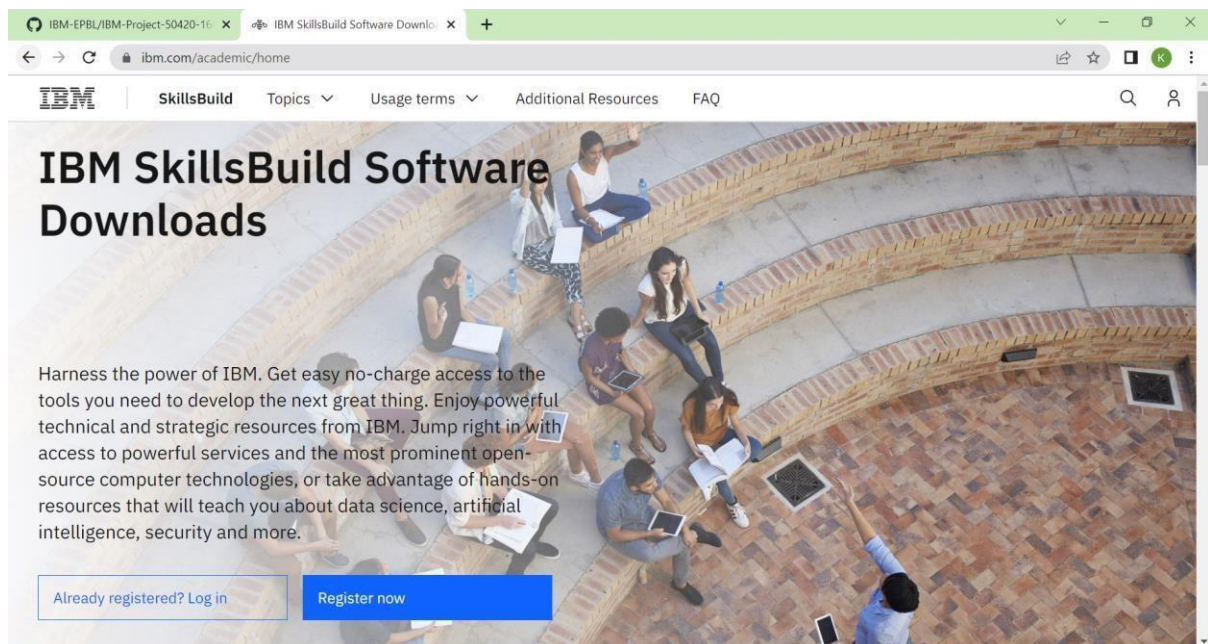 IBM-EPBL/IBM-Project-50420-16
IBM SkillsBuild Software Downlo
ibm.com/academic/home
K
IBM
SkillsBuild
Topics
Usage terms
Additional Resources
FAQ
IBM SkillsBuild Software
Downloads
Harness the power of IBM. Get easy no-charge access to the
tools you need to develop the next great thing. Enjoy powerful
technical and strategic resources from IBM. Jump right in with
access to powerful services and the most prominent open-
source computer technologies, or take advantage of hands-on
resources that will teach you about data science, artificial
intelligence, security and more.
Already registered? Log in
Register now